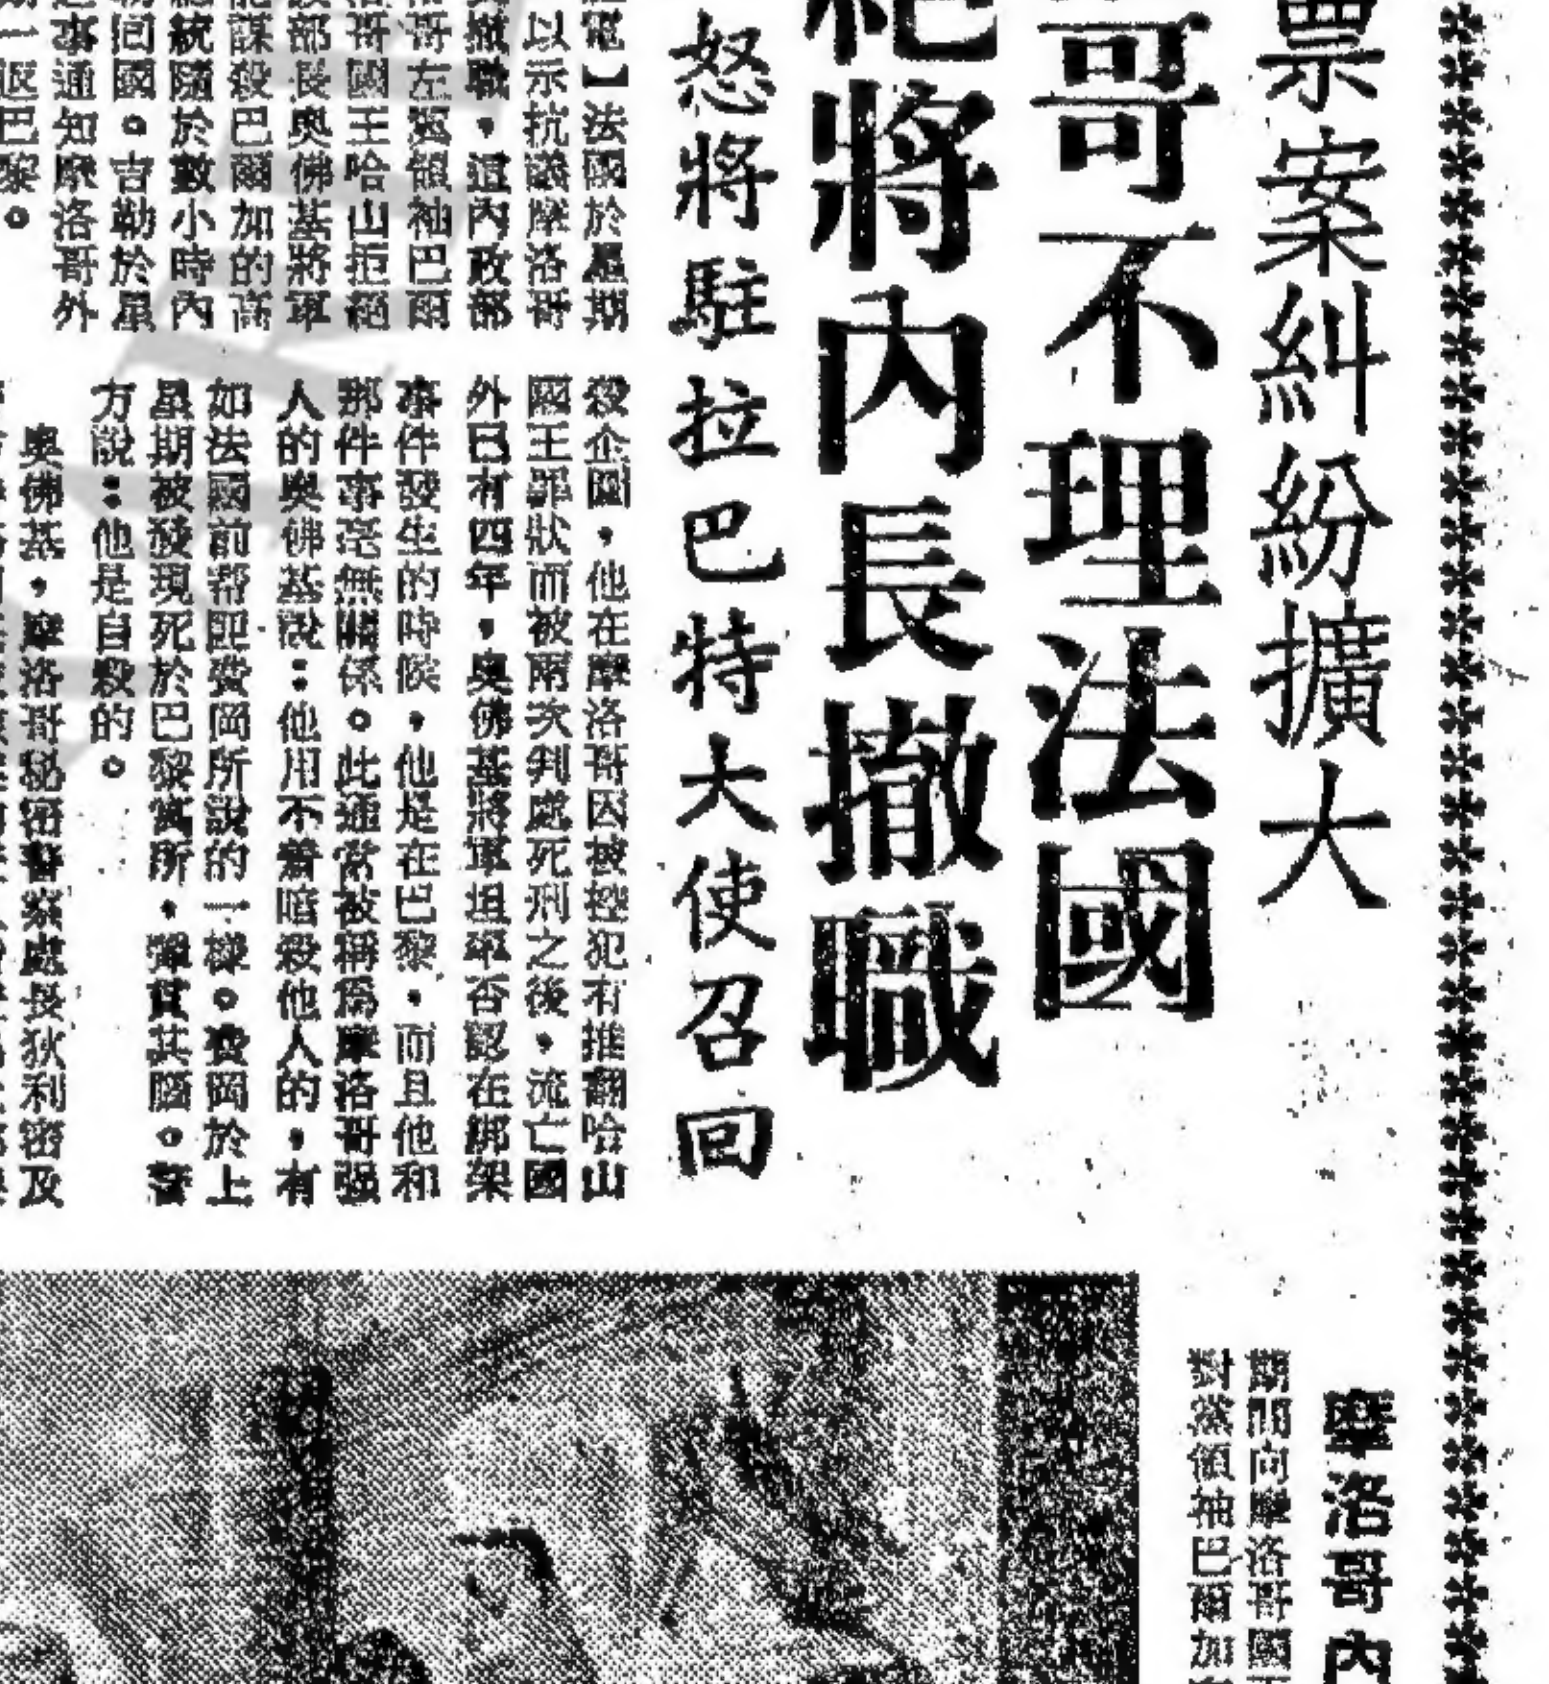 票案糾紛擴大
哥不理法國
絕將內長撤職
怒將駐拉巴特大使召回
電】法國於星期
以示抗議摩洛哥
撤職,這內政部
哥左翼領袖巴爾
哥國王哈山拒絕
部長奧佛基將軍
謀殺巴爾加的高
統隨於數小時內
回國。吉勒於星
事通知摩洛哥外
一返巴黎。
殺企圖,他在摩洛哥因被控犯有推翻哈山
國王罪狀而被兩次判處死刑之後,流亡國
外已有四年,奧佛基將軍坦率否認在綁架
事件發生的時候,他是在巴黎,而且他和
那件事毫無關係。此通常被稱爲摩洛哥强
人的奧佛基說:他用不着暗殺他人的,有
如法國前幫匪費岡所說的一樣。費岡於上
星期被發現死於巴黎寓所,彈貫其腦。警
方說:他是自殺的。
奧佛基,摩洛哥秘密警察處長狄利密及
摩洛哥內
期間向摩洛哥國
對黨領袖巴爾加